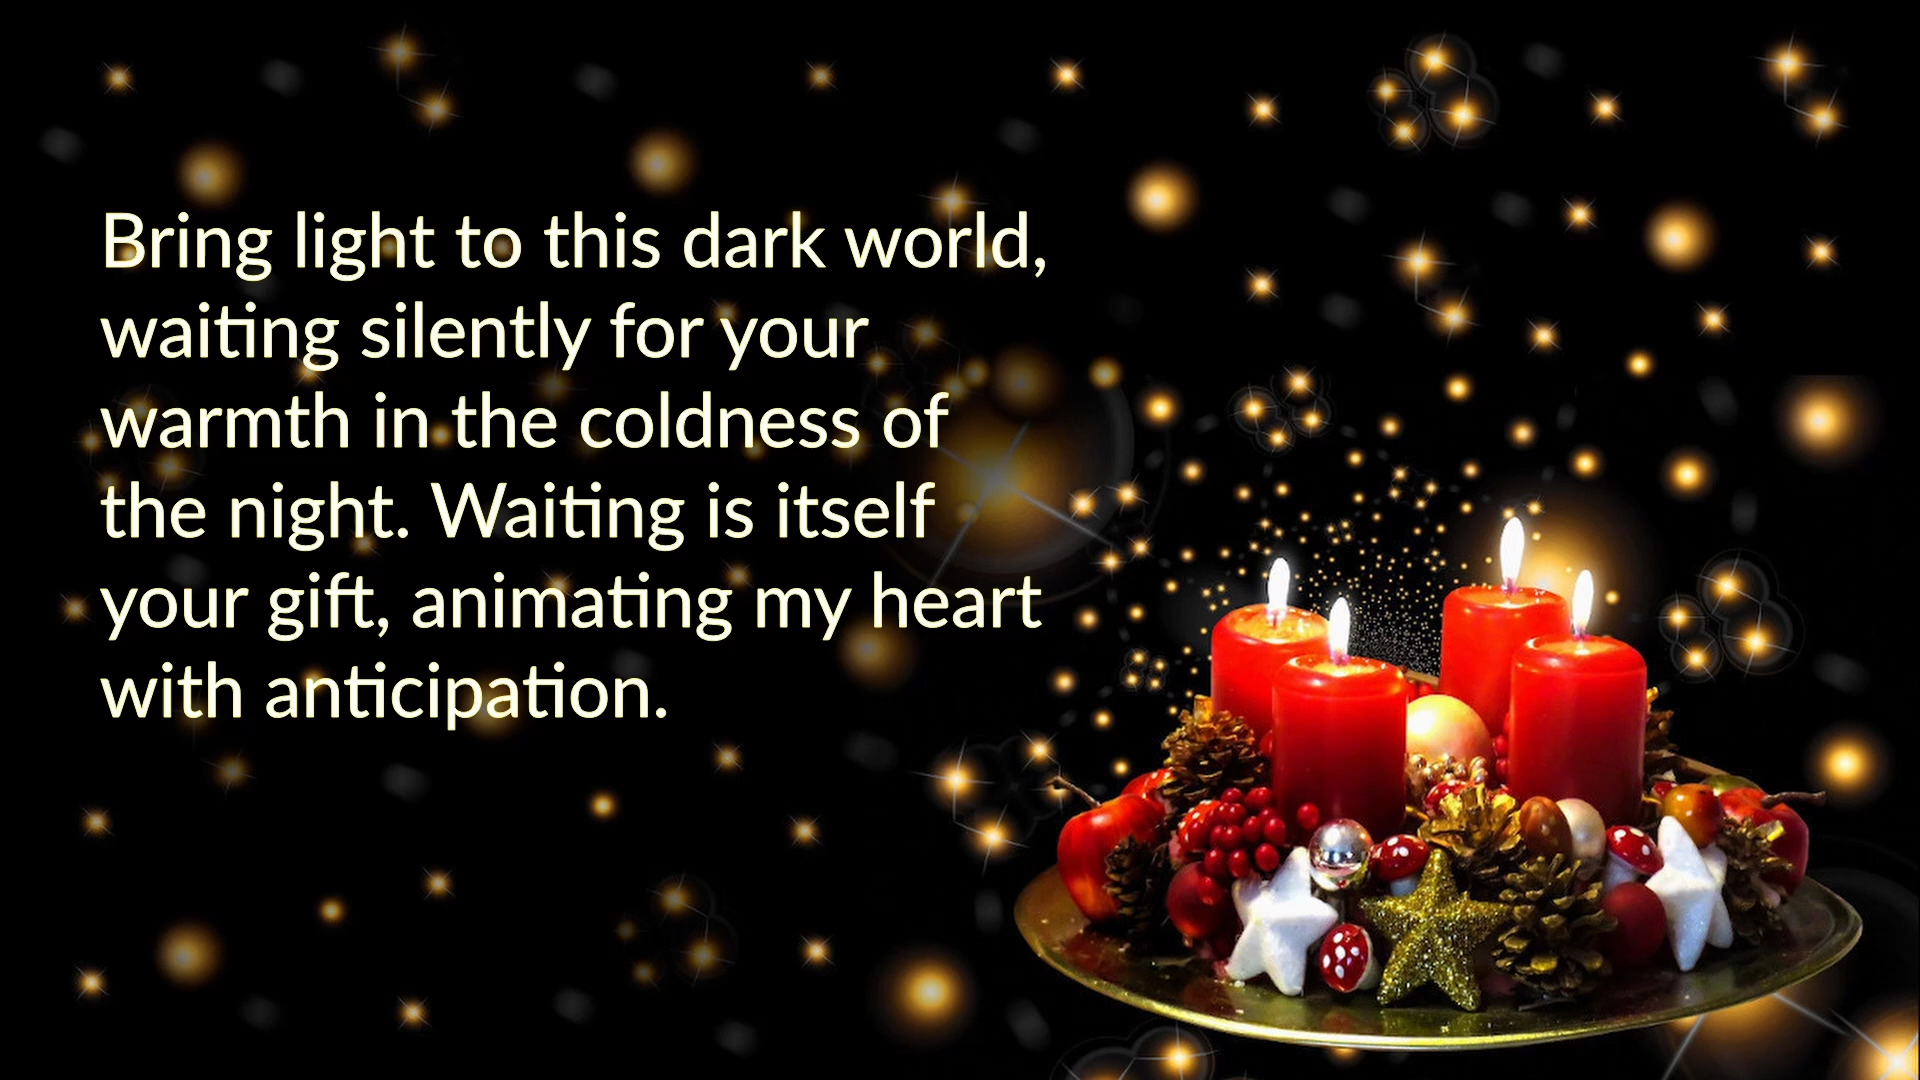 Bring light to this dark world,
waiting silently for your
warmth in the coldness of
the night. Waiting is itself
your gift, animating my heart
with anticipation.